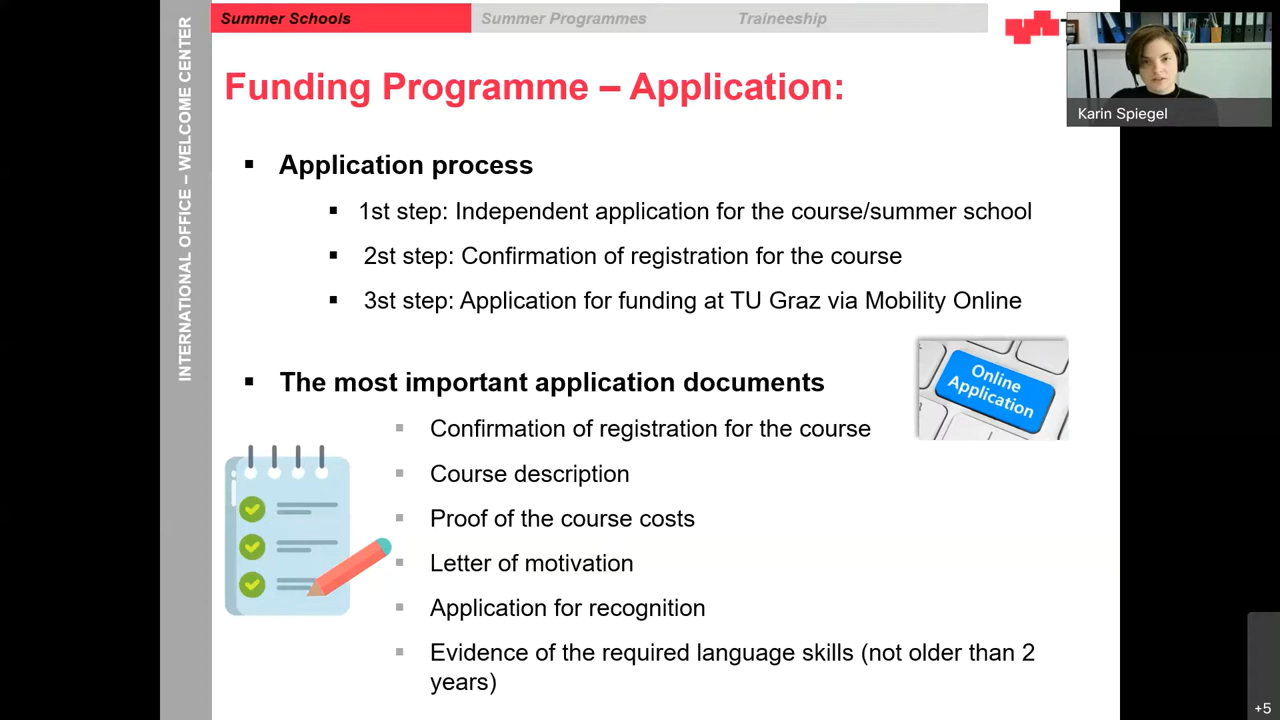 Summer Schools
Summer Programmes
Traineeship
INTERNATIONAL OFFICE – WELCOME CENTER
Karin Spiegel
Funding Programme – Application:
▪ Application process
▪ 1st step: Independent application for the course/summer school
▪ 2st step: Confirmation of registration for the course
▪ 3st step: Application for funding at TU Graz via Mobility Online
▪ The most important application documents
Online
Application
▪ Confirmation of registration for the course
▪ Course description
▪ Proof of the course costs
▪ Letter of motivation
▪ Application for recognition
▪ Evidence of the required language skills (not older than 2
years)
+5